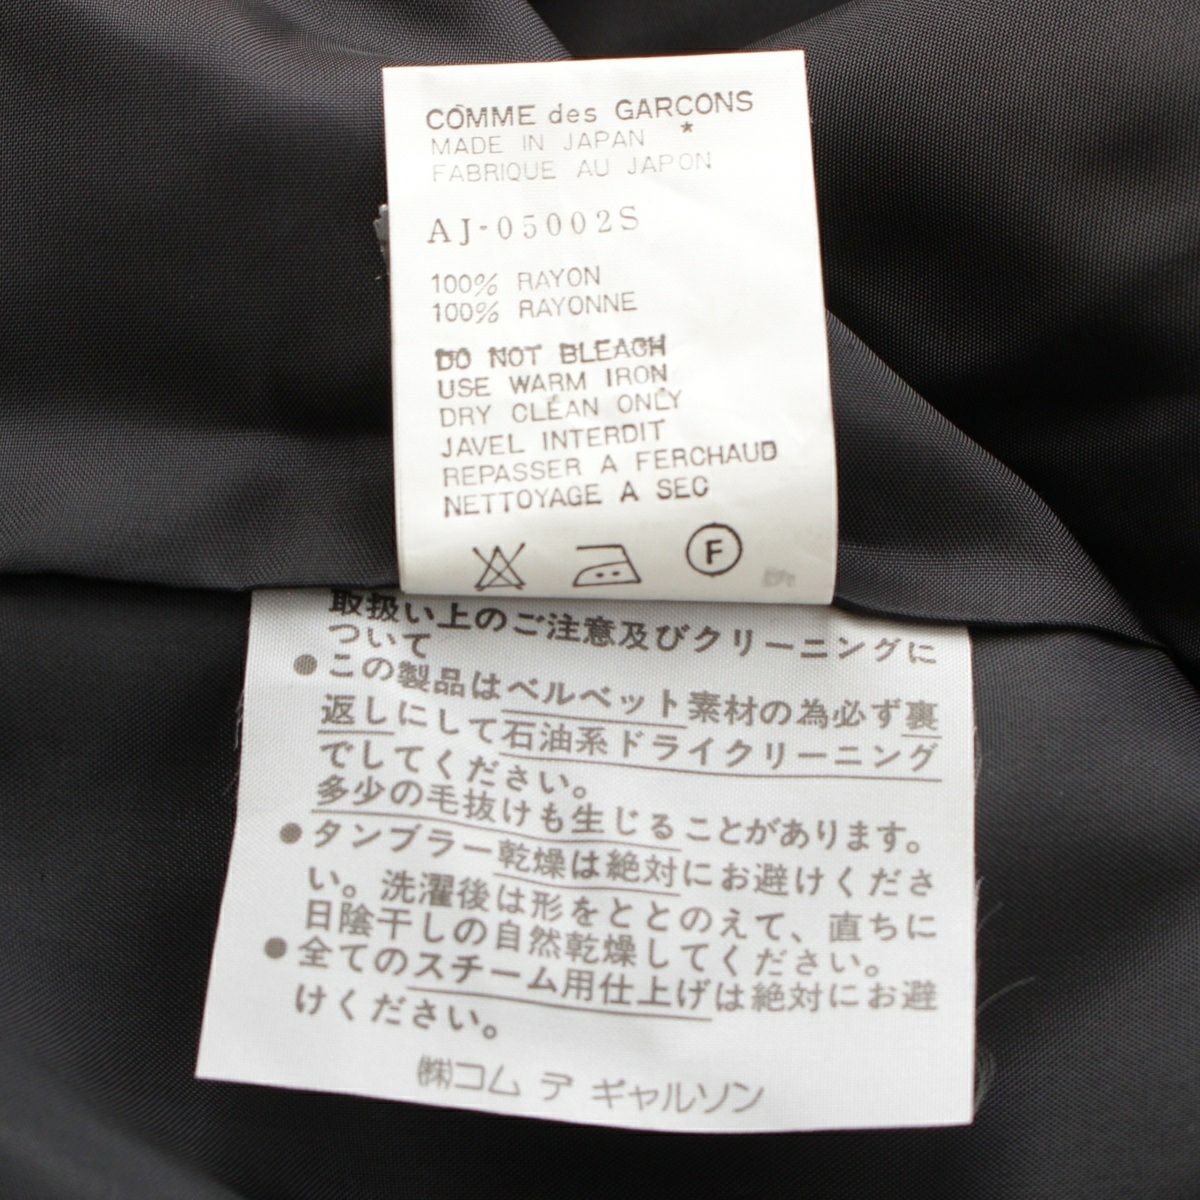 COMME des GARCONS
MADE IN JAPAN *
FABRIQUE AU JAPON
AJ-05002S
100% RAYON
100% RAYONNE
DO NOT BLEACH
USE WARM IRON
DRY CLEAN ONLY
JAVEL INTERDIT
REPASSER A FERCHAUD
NETTOYAGE A SEC
F
取扱い上のご注意及びクリーニングに
ついて
●この製品はベルベット素材の為必ず裏
返しにして石油系ドライクリーニング
でしてください。
多少の毛抜けも生じることがあります。
●タンブラー乾燥は絶対にお避けくださ
い。洗濯後は形をととのえて、直ちに
日陰干しの自然乾燥してください。
●全てのスチーム用仕上げは絶対にお避
けください。
㈱コム デ ギャルソン